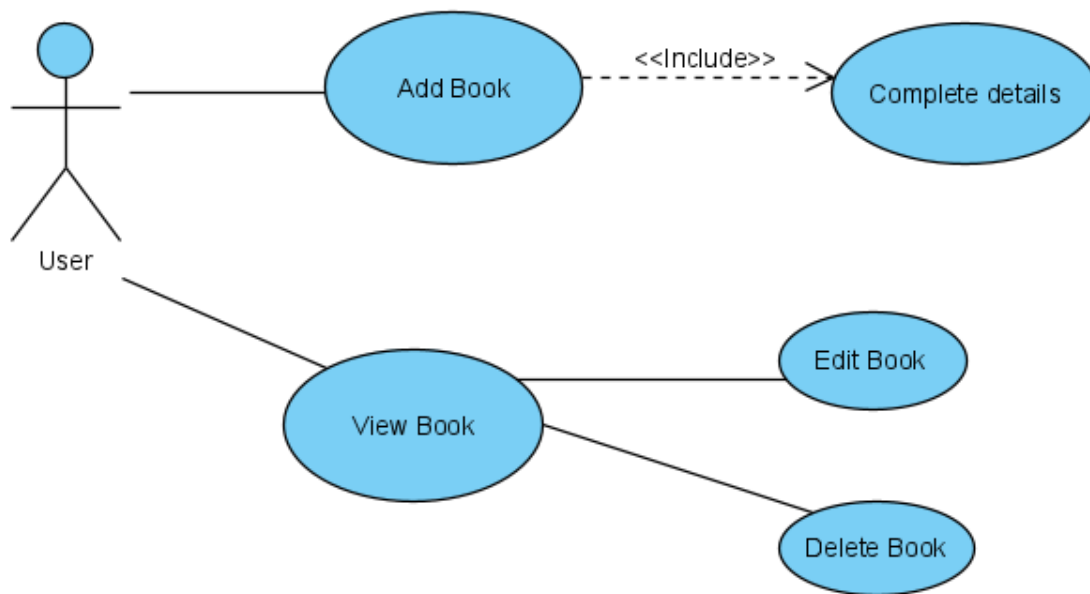 <<Include>>
Add Book
Complete details
User
Edit Book
View Book
Delete Book